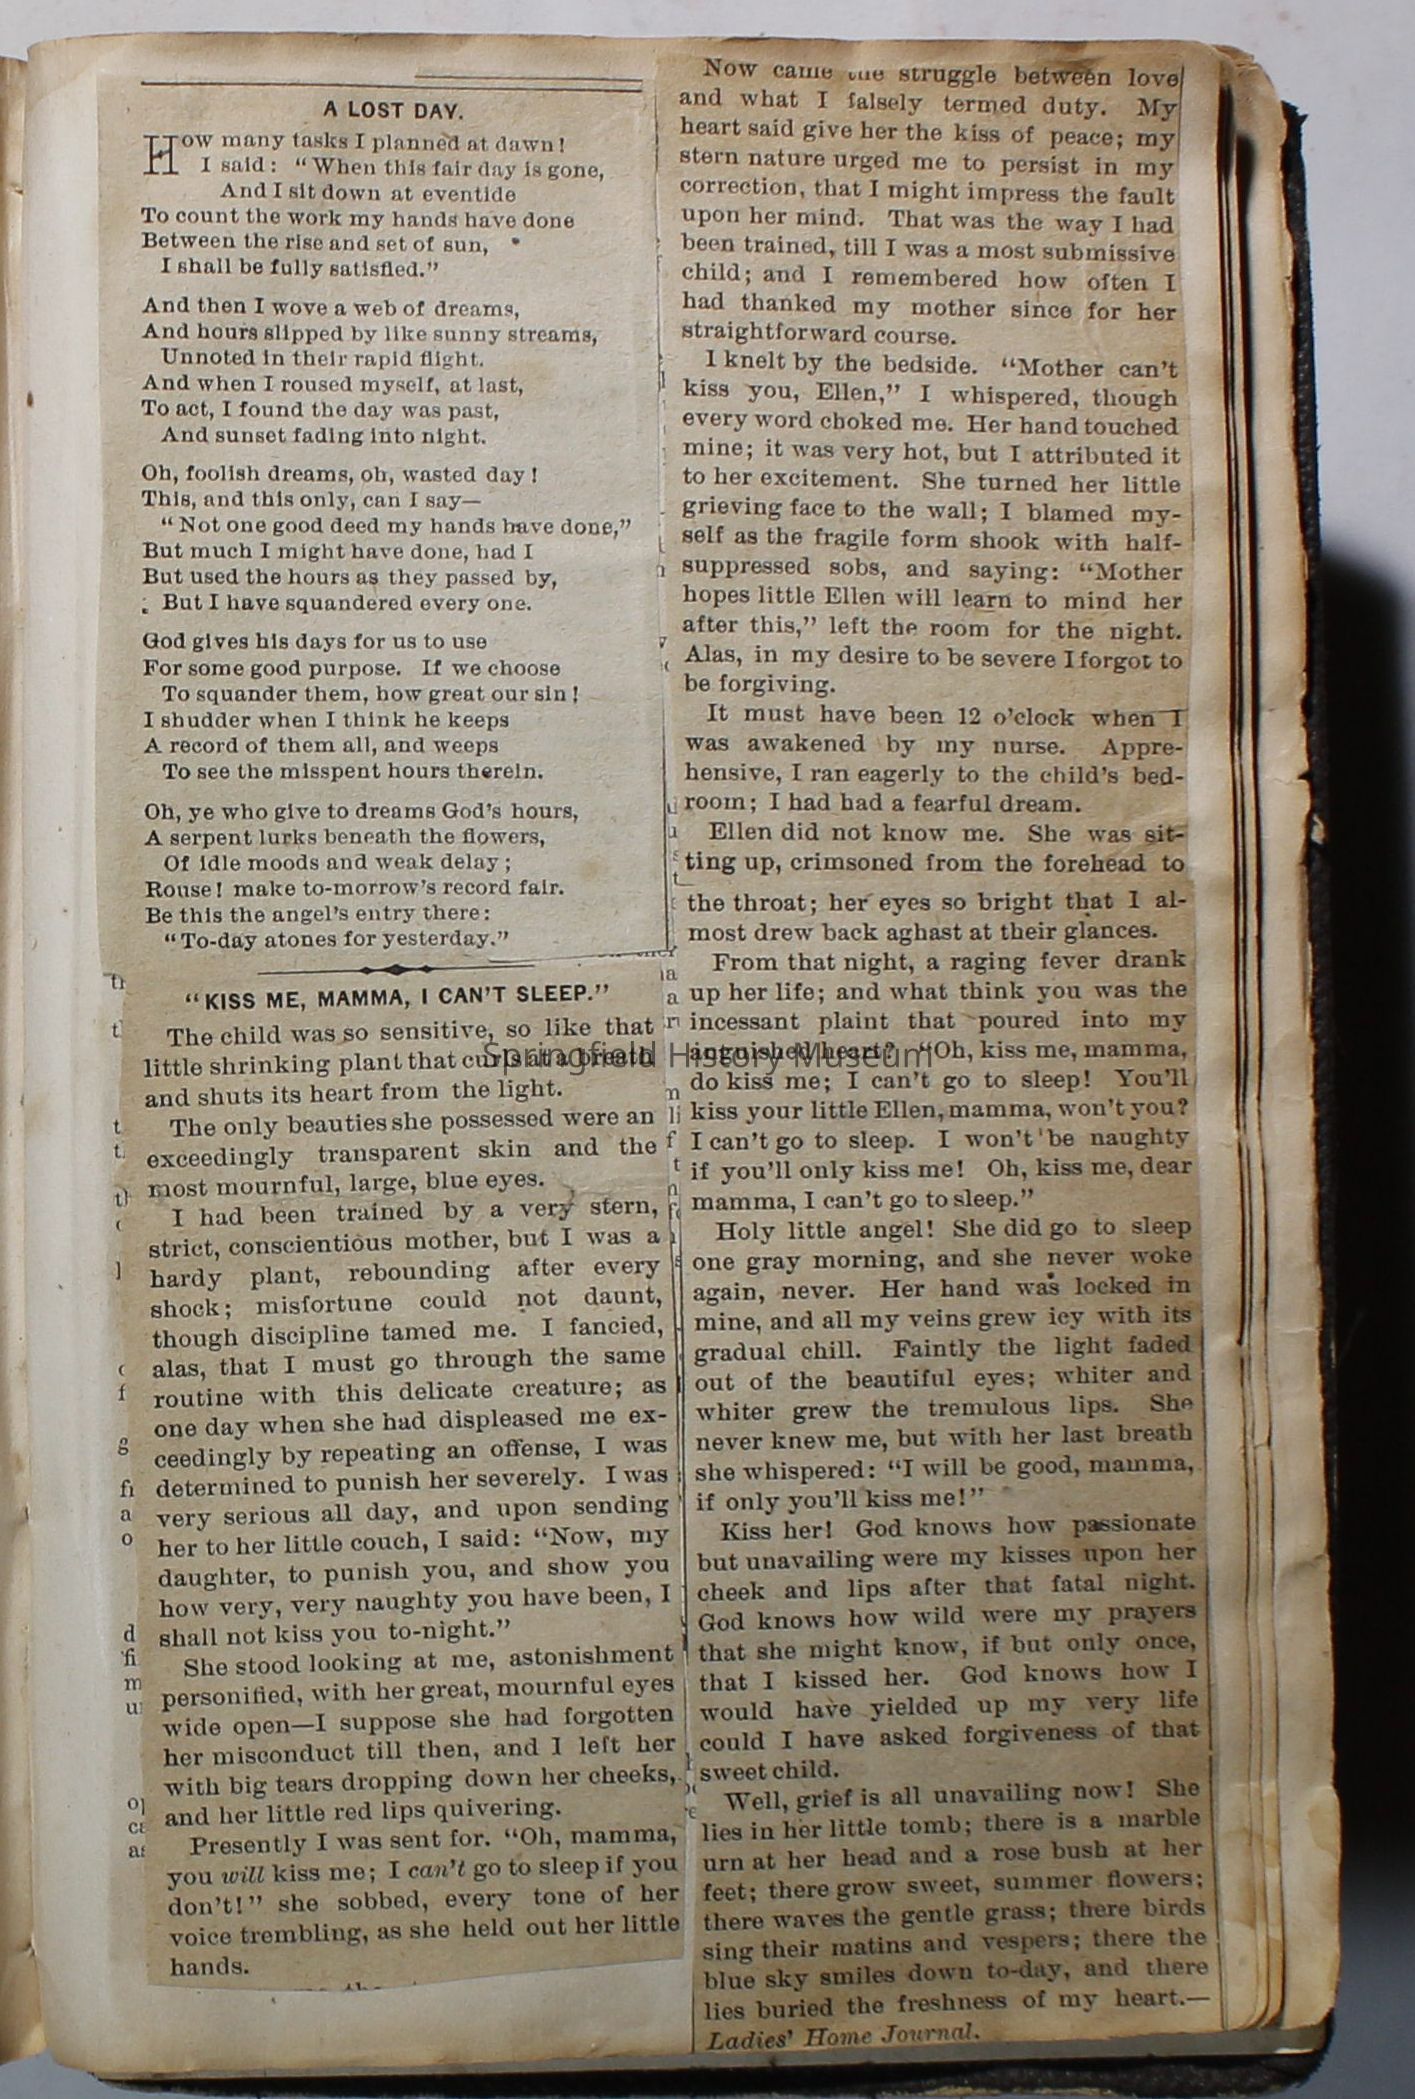 A LOST DAY.
How many tasks I planned at dawn!
I said: "When this fair day is gone,
And I sit down at eventide
To count the work my hands have done
Between the rise and set of sun,
I shall be fully satisfied."
And then I wove a web of dreams,
And hours slipped by like sunny streams,
Unnoted in their rapid flight.
And when I roused myself, at last,
To act, I found the day was past,
And sunset fading into night.
Oh, foolish dreams, oh, wasted day!
This, and this only, can I say—
"Not one good deed my hands have done,"
But much I might have done, had I
But used the hours as they passed by,
But I have squandered every one.
God gives his days for us to use
For some good purpose. If we choose
To squander them, how great our sin!
I shudder when I think he keeps
A record of them all, and weeps
To see the misspent hours therein.
Oh, ye who give to dreams God's hours,
A serpent lurks beneath the flowers,
Of idle moods and weak delay;
Rouse! make to-morrow's record fair.
Be this the angel's entry there:
"To-day atones for yesterday."
"KISS ME, MAMMA, I CAN'T SLEEP."
The child was so sensitive, so like that
little shrinking plant that curls at a breath
and shuts its heart from the light.
The only beauties she possessed were an
exceedingly transparent skin and the
most mournful, large, blue eyes.
I had been trained by a very stern,
strict, conscientious mother, but I was a
hardy plant, rebounding after every
shock; misfortune could not daunt,
though discipline tamed me. I fancied,
alas, that I must go through the same
routine with this delicate creature; as
one day when she had displeased me ex-
ceedingly by repeating an offense, I was
determined to punish her severely. I was
very serious all day, and upon sending
her to her little couch, I said: "Now, my
daughter, to punish you, and show you
how very, very naughty you have been, I
shall not kiss you to-night."
She stood looking at me, astonishment
personified, with her great, mournful eyes
wide open—I suppose she had forgotten
her misconduct till then, and I left her
with big tears dropping down her cheeks,
and her little red lips quivering.
Presently I was sent for. "Oh, mamma,
you will kiss me; I can't go to sleep if you
don't!" she sobbed, every tone of her
voice trembling, as she held out her little
hands.
Now came the struggle between love
and what I falsely termed duty. My
heart said give her the kiss of peace; my
stern nature urged me to persist in my
correction, that I might impress the fault
upon her mind. That was the way I had
been trained, till I was a most submissive
child; and I remembered how often I
had thanked my mother since for her
straightforward course.
I knelt by the bedside. "Mother can't
kiss you, Ellen," I whispered, though
every word choked me. Her hand touched
mine; it was very hot, but I attributed it
to her excitement. She turned her little
grieving face to the wall; I blamed my-
self as the fragile form shook with half-
suppressed sobs, and saying: "Mother
hopes little Ellen will learn to mind her
after this," left the room for the night.
Alas, in my desire to be severe I forgot to
be forgiving.
It must have been 12 o'clock when I
was awakened by my nurse. Appre-
hensive, I ran eagerly to the child's bed-
room; I had had a fearful dream.
Ellen did not know me. She was sit-
ting up, crimsoned from the forehead to
the throat; her eyes so bright that I al-
most drew back aghast at their glances.
From that night, a raging fever drank
up her life; and what think you was the
incessant plaint that poured into my
anguished heart? "Oh, kiss me, mamma,
do kiss me; I can't go to sleep! You'll
kiss your little Ellen, mamma, won't you?
I can't go to sleep. I won't be naughty
if you'll only kiss me! Oh, kiss me, dear
mamma, I can't go to sleep."
Holy little angel! She did go to sleep
one gray morning, and she never woke
again, never. Her hand was locked in
mine, and all my veins grew icy with its
gradual chill. Faintly the light faded
out of the beautiful eyes; whiter and
whiter grew the tremulous lips. She
never knew me, but with her last breath
she whispered: "I will be good, mamma,
if only you'll kiss me!"
Kiss her! God knows how passionate
but unavailing were my kisses upon her
cheek and lips after that fatal night.
God knows how wild were my prayers
that she might know, if but only once,
that I kissed her. God knows how I
would have yielded up my very life
could I have asked forgiveness of that
sweet child.
Well, grief is all unavailing now! She
lies in her little tomb; there is a marble
urn at her head and a rose bush at her
feet; there grow sweet, summer flowers;
there waves the gentle grass; there birds
sing their matins and vespers; there the
blue sky smiles down to-day, and there
lies buried the freshness of my heart.—
Ladies' Home Journal.
Springfield History Museum